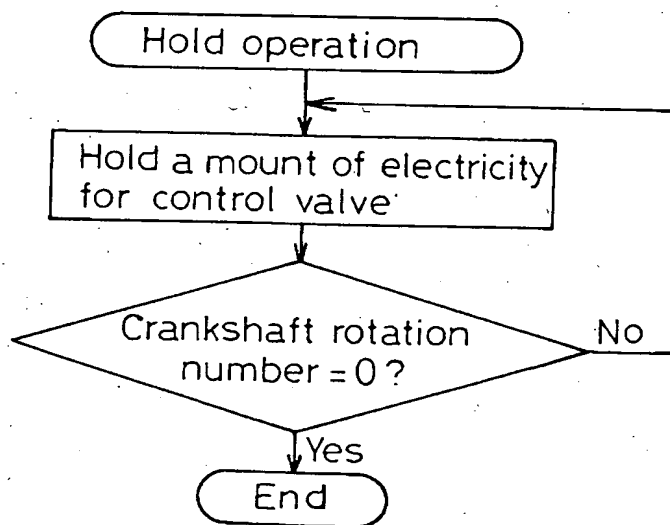 Hold operation
Hold a mount of electricity
for control valve
Crankshaft rotation
number = 0 ?
No
Yes
End